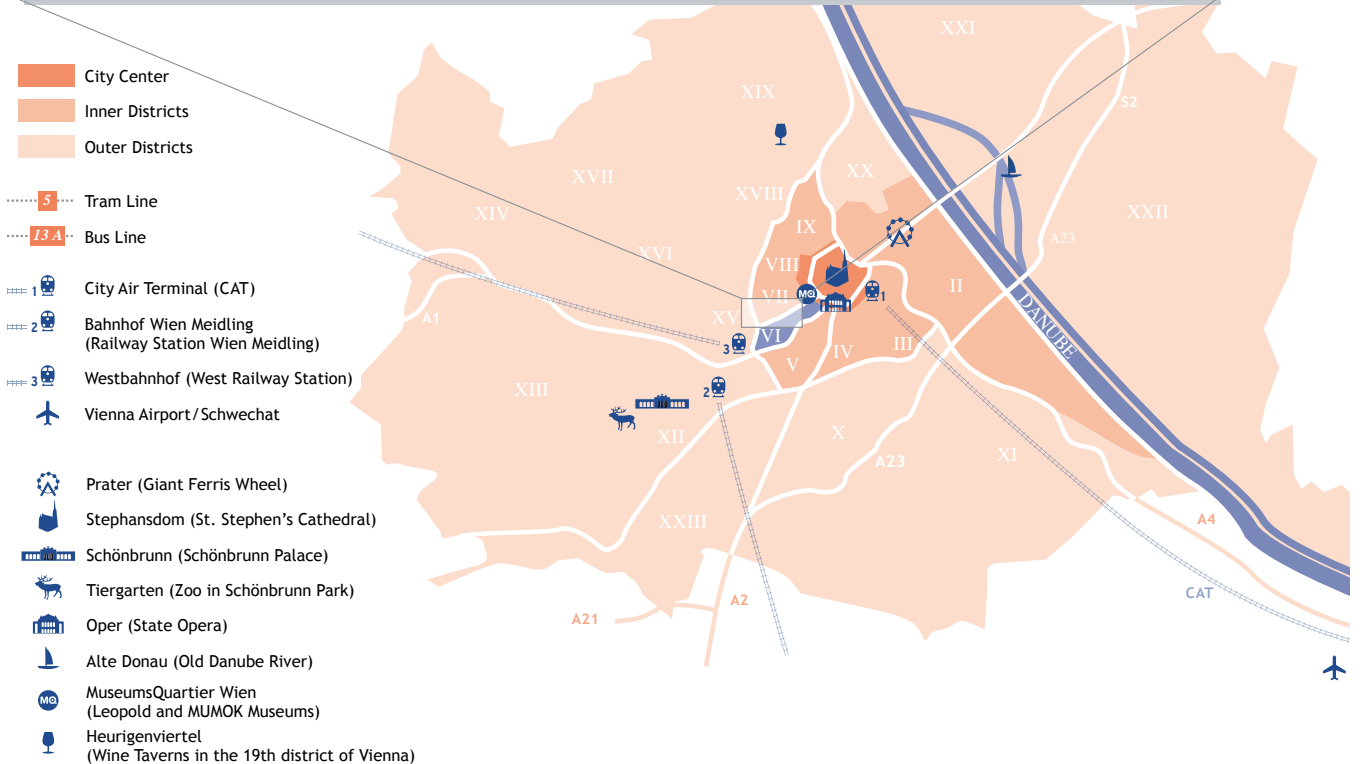 City Center
Inner Districts
Outer Districts
5 Tram Line
13 A Bus Line
1 City Air Terminal (CAT)
2 Bahnhof Wien Meidling
(Railway Station Wien Meidling)
3 Westbahnhof (West Railway Station)
Vienna Airport/Schwechat
Prater (Giant Ferris Wheel)
Stephansdom (St. Stephen's Cathedral)
Schönbrunn (Schönbrunn Palace)
Tiergarten (Zoo in Schönbrunn Park)
Oper (State Opera)
Alte Donau (Old Danube River)
MQ MuseumsQuartier Wien
(Leopold and MUMOK Museums)
Heurigenviertel
(Wine Taverns in the 19th district of Vienna)
XXI
XIX
S2
XX
XVII
XVIII
XIV
XXII
IX
A23
XVI
VIII
II
MQ
1
VII
A1
XV
DANUBE
VI
3
IV
III
V
XIII
2
XII
X
XI
A23
XXIII
A4
CAT
A2
A21